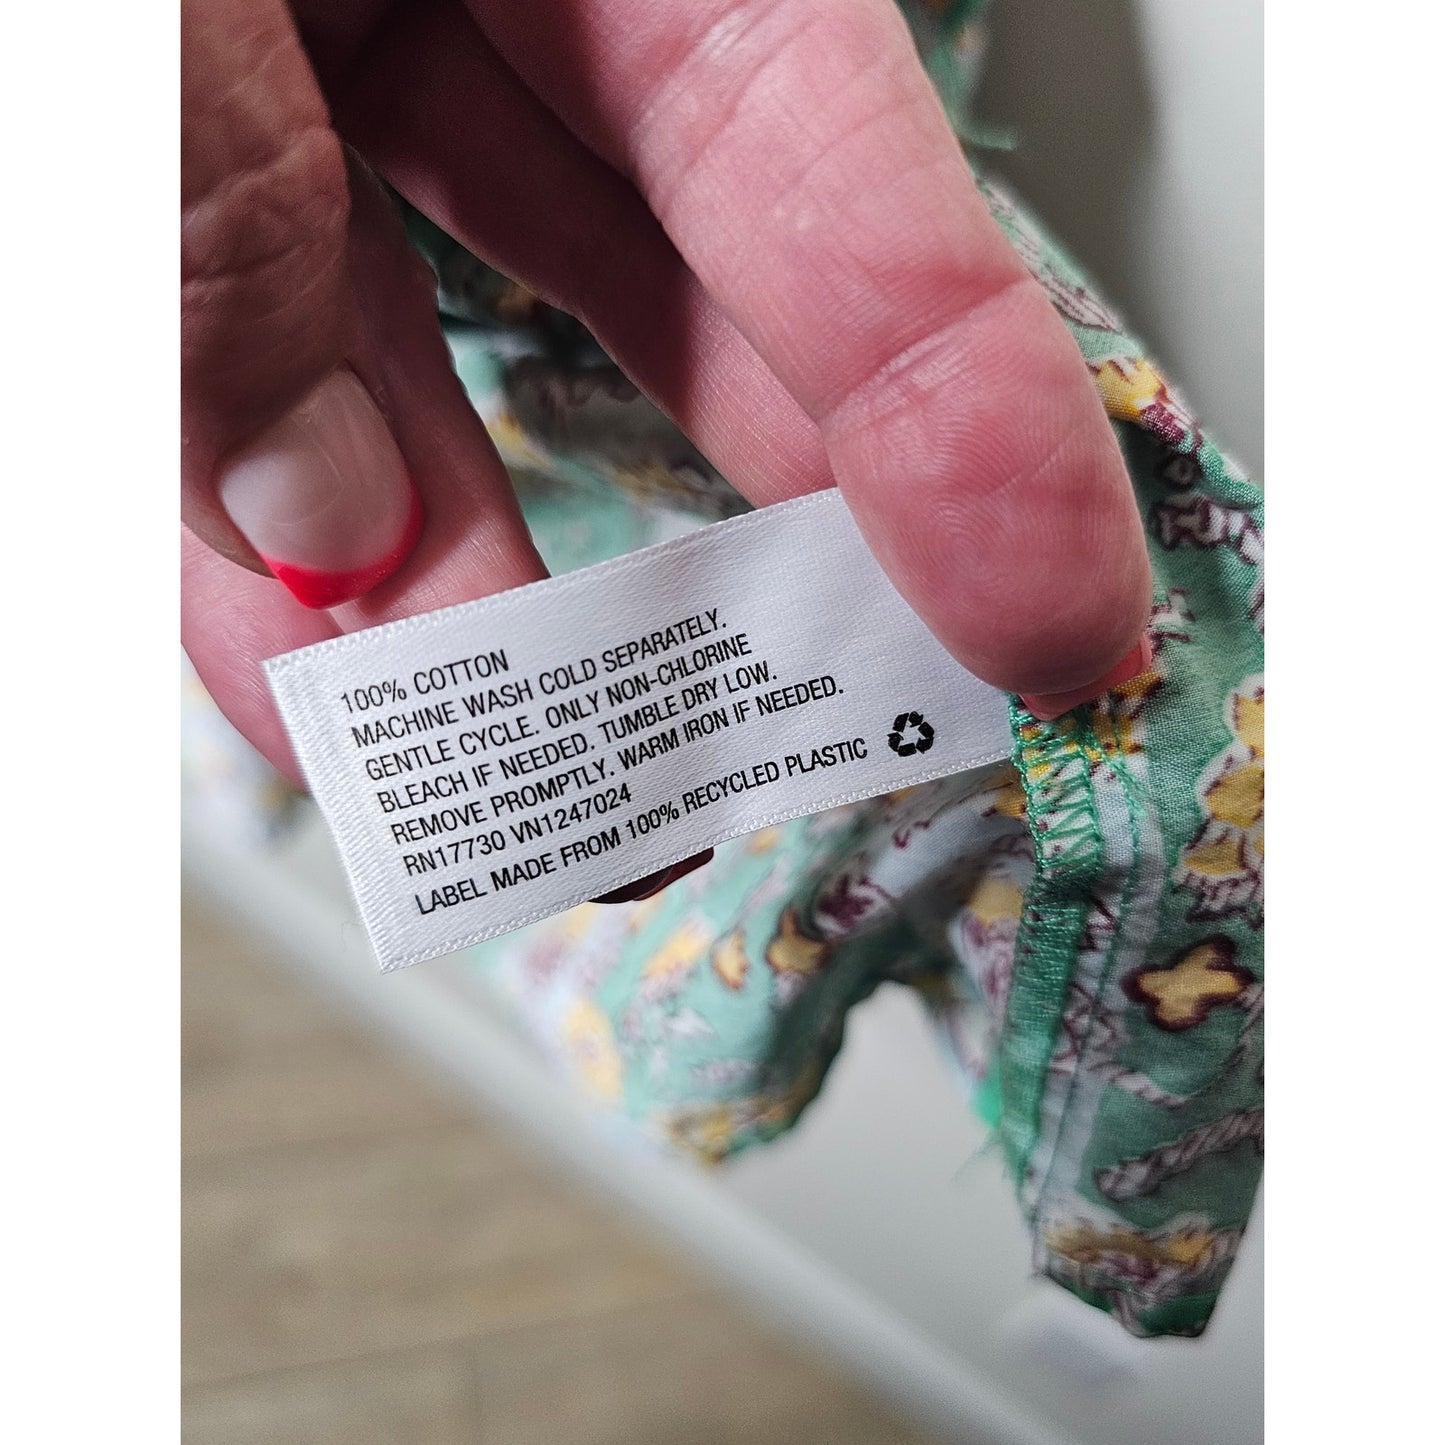 100% COTTON
MACHINE WASH COLD SEPARATELY.
GENTLE CYCLE. ONLY NON-CHLORINE
BLEACH IF NEEDED. TUMBLE DRY LOW.
REMOVE PROMPTLY. WARM IRON IF NEEDED.
RN17730 VN1247024
LABEL MADE FROM 100% RECYCLED PLASTIC